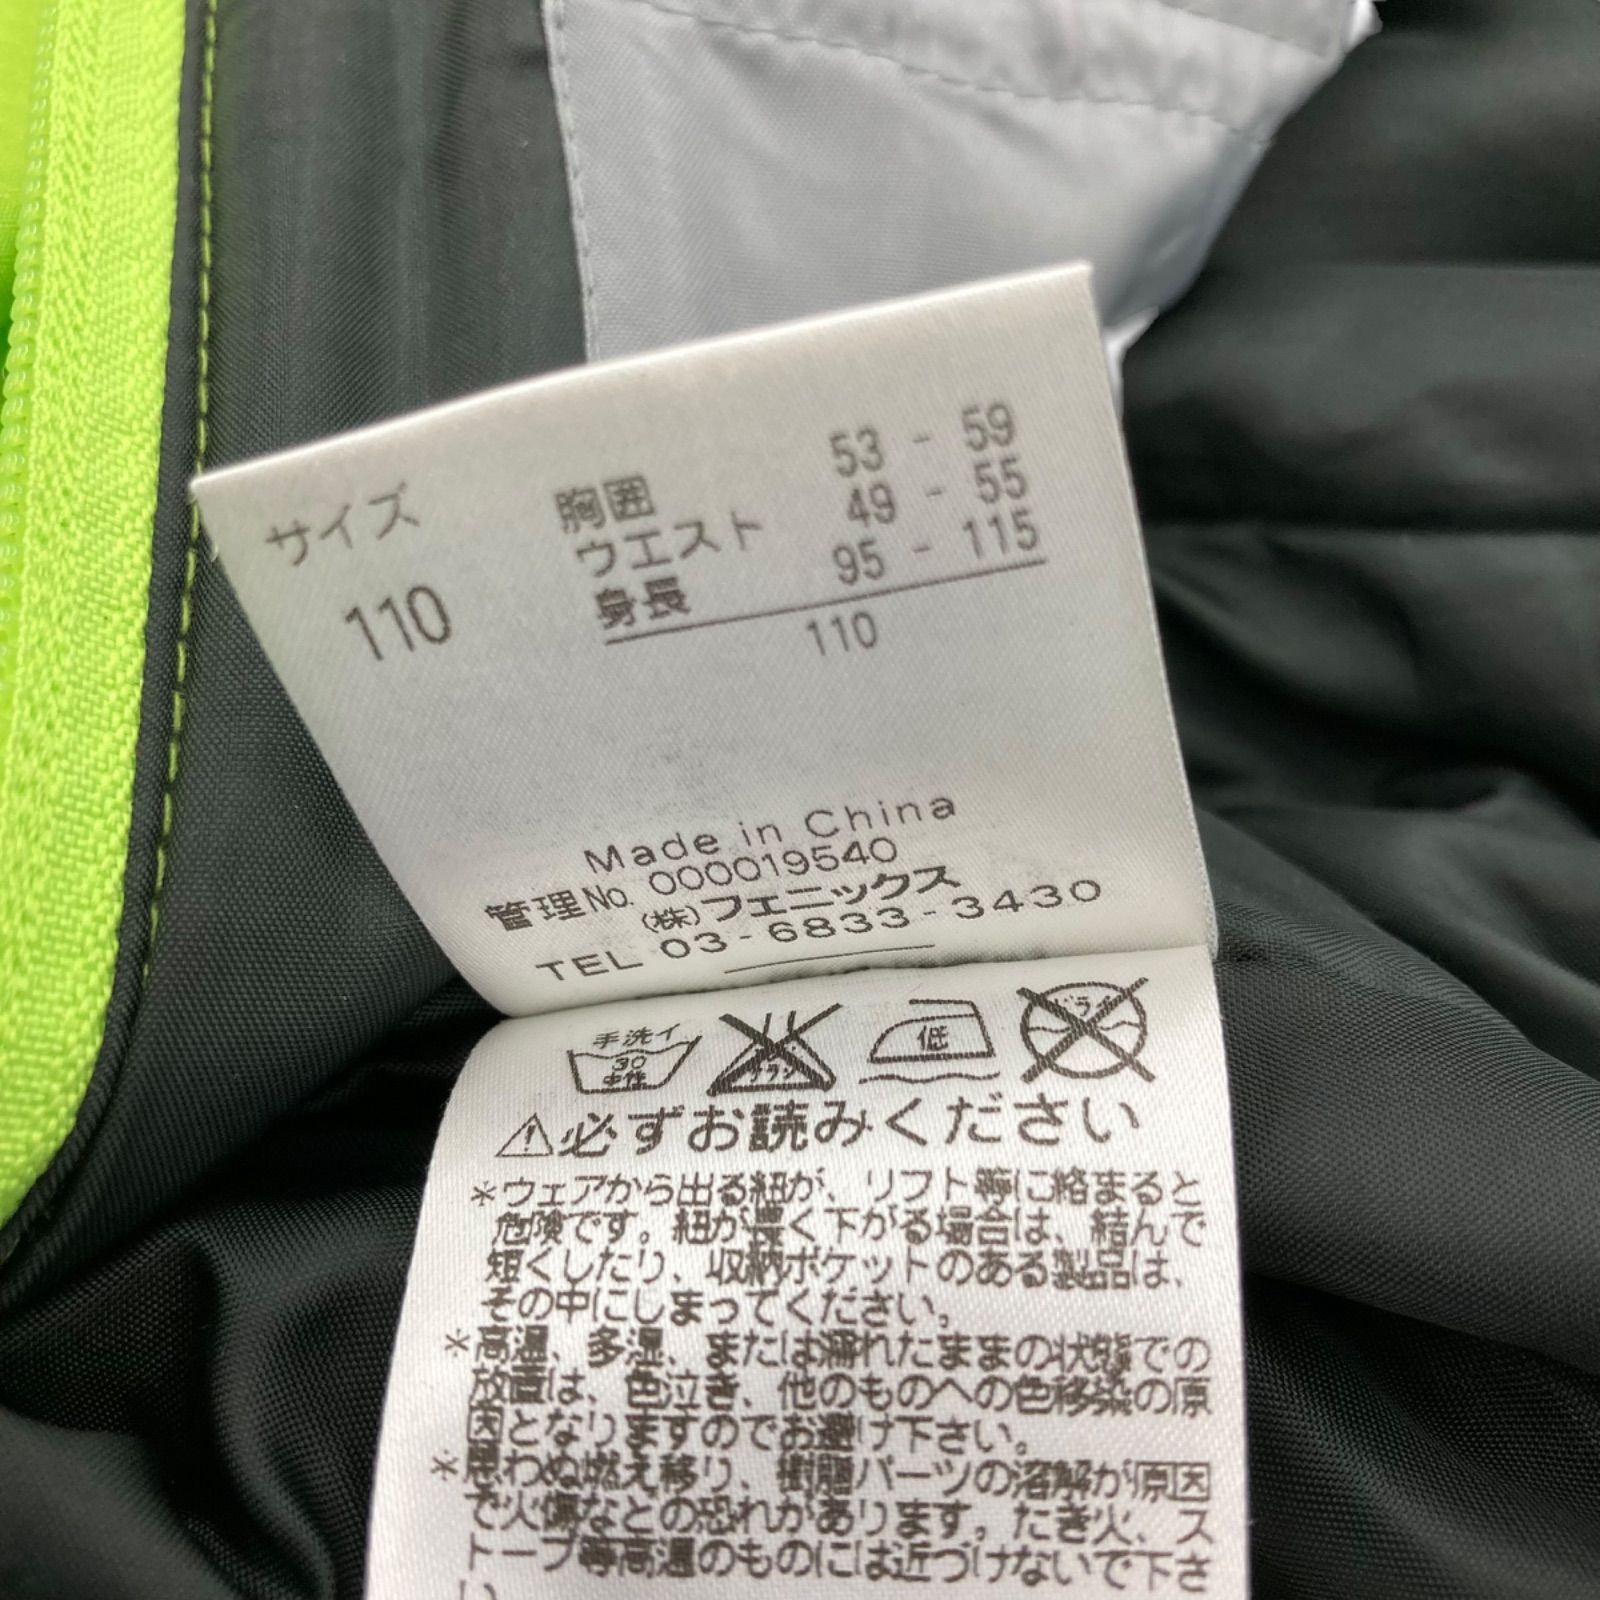 サイズ
110
胸囲 53 - 59
ウエスト 49 - 55
身長 95 - 115
110
Made in China
管理No. 000019540
(株)フェニックス
TEL 03-6833-3430
手洗イ
30
中性
低
ドライ
⚠必ずお読みください
*ウェアから出る紐が、リフト等に絡まると
危険です。紐が長く下がる場合は、結んで
短くしたり、収納ポケットのある製品は、
その中にしまってください。
*高温、多湿、または濡れたままの状態での
放置は、色泣き、他のものへの色移染の原
因となりますのでお避け下さい。
*思わぬ燃え移り、樹脂パーツの溶解が原因
で火傷などの恐れがあります。たき火、ス
トーブ等高温のものには近づけないで下さ
い